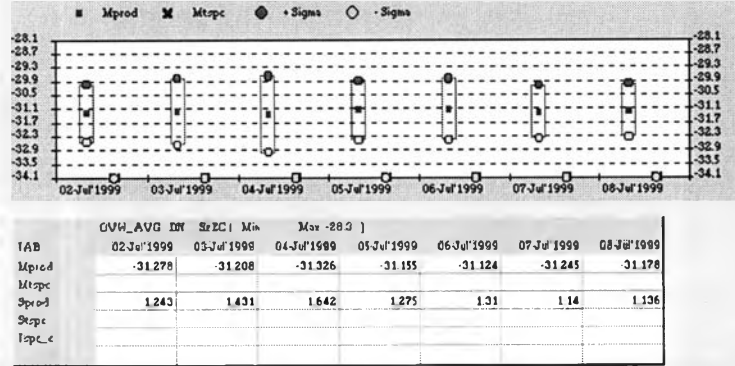 Mprod Mtspc + Sigma - Sigma
-28.1 -28.1
-28.7 -28.7
-29.3 -29.3
-29.9 -29.9
-30.5 -30.5
-31.1 -31.1
-31.7 -31.7
-32.3 -32.3
-32.9 -32.9
-33.5 -33.5
-34.1 -34.1
02-Jul'1999 03-Jul'1999 04-Jul'1999 05-Jul'1999 06-Jul'1999 07-Jul'1999 08-Jul'1999
OVW_AVG Min Max -28.3 ]
TAB 02-Jul'1999 03-Jul'1999 04-Jul'1999 05-Jul'1999 06-Jul'1999 07-Jul'1999 08-Jul'1999
Mprod -31.278 -31.208 -31.326 -31.155 -31.124 -31.245 -31.178
Mtspc
Sprod 1.243 1.431 1.642 1.275 1.31 1.14 1.136
Stspc